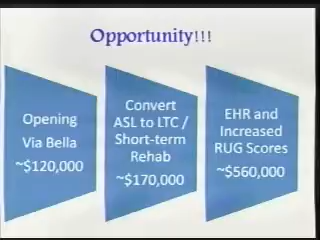 Opportunity!!!
Opening
Via Bella
~$120,000
Convert
ASL to LTC /
Short-term
Rehab
~$170,000
EHR and
Increased
RUG Scores
~$560,000